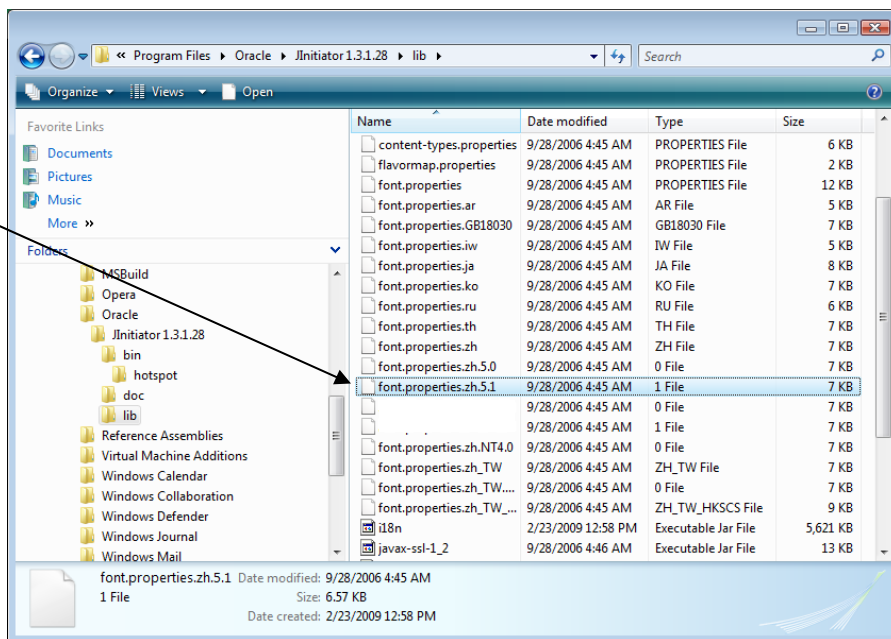 « Program Files ▸ Oracle ▸ JInitiator 1.3.1.28 ▸ lib ▸
Search
Organize Views Open
Favorite Links
Documents
Pictures
Music
More »
Folders
MSBuild
Opera
Oracle
JInitiator 1.3.1.28
bin
hotspot
doc
lib
Reference Assemblies
Virtual Machine Additions
Windows Calendar
Windows Collaboration
Windows Defender
Windows Journal
Windows Mail
Name Date modified Type Size
content-types.properties 9/28/2006 4:45 AM PROPERTIES File 6 KB
flavormap.properties 9/28/2006 4:45 AM PROPERTIES File 2 KB
font.properties 9/28/2006 4:45 AM PROPERTIES File 12 KB
font.properties.ar 9/28/2006 4:45 AM AR File 5 KB
font.properties.GB18030 9/28/2006 4:45 AM GB18030 File 7 KB
font.properties.iw 9/28/2006 4:45 AM IW File 5 KB
font.properties.ja 9/28/2006 4:45 AM JA File 8 KB
font.properties.ko 9/28/2006 4:45 AM KO File 7 KB
font.properties.ru 9/28/2006 4:45 AM RU File 6 KB
font.properties.th 9/28/2006 4:45 AM TH File 7 KB
font.properties.zh 9/28/2006 4:45 AM ZH File 7 KB
font.properties.zh.5.0 9/28/2006 4:45 AM 0 File 7 KB
font.properties.zh.5.1 9/28/2006 4:45 AM 1 File 7 KB
9/28/2006 4:45 AM 0 File 7 KB
9/28/2006 4:45 AM 1 File 7 KB
font.properties.zh.NT4.0 9/28/2006 4:45 AM 0 File 7 KB
font.properties.zh_TW 9/28/2006 4:45 AM ZH_TW File 7 KB
font.properties.zh_TW.... 9/28/2006 4:45 AM 0 File 7 KB
font.properties.zh_TW_... 9/28/2006 4:45 AM ZH_TW_HKSCS File 9 KB
i18n 2/23/2009 12:58 PM Executable Jar File 5,621 KB
javax-ssl-1_2 9/28/2006 4:46 AM Executable Jar File 13 KB
font.properties.zh.5.1 Date modified: 9/28/2006 4:45 AM
1 File Size: 6.57 KB
Date created: 2/23/2009 12:58 PM